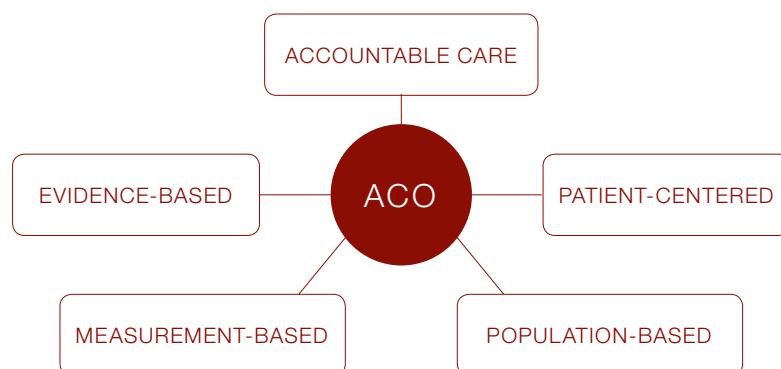 ACCOUNTABLE CARE
EVIDENCE-BASED
ACO
PATIENT-CENTERED
MEASUREMENT-BASED
POPULATION-BASED